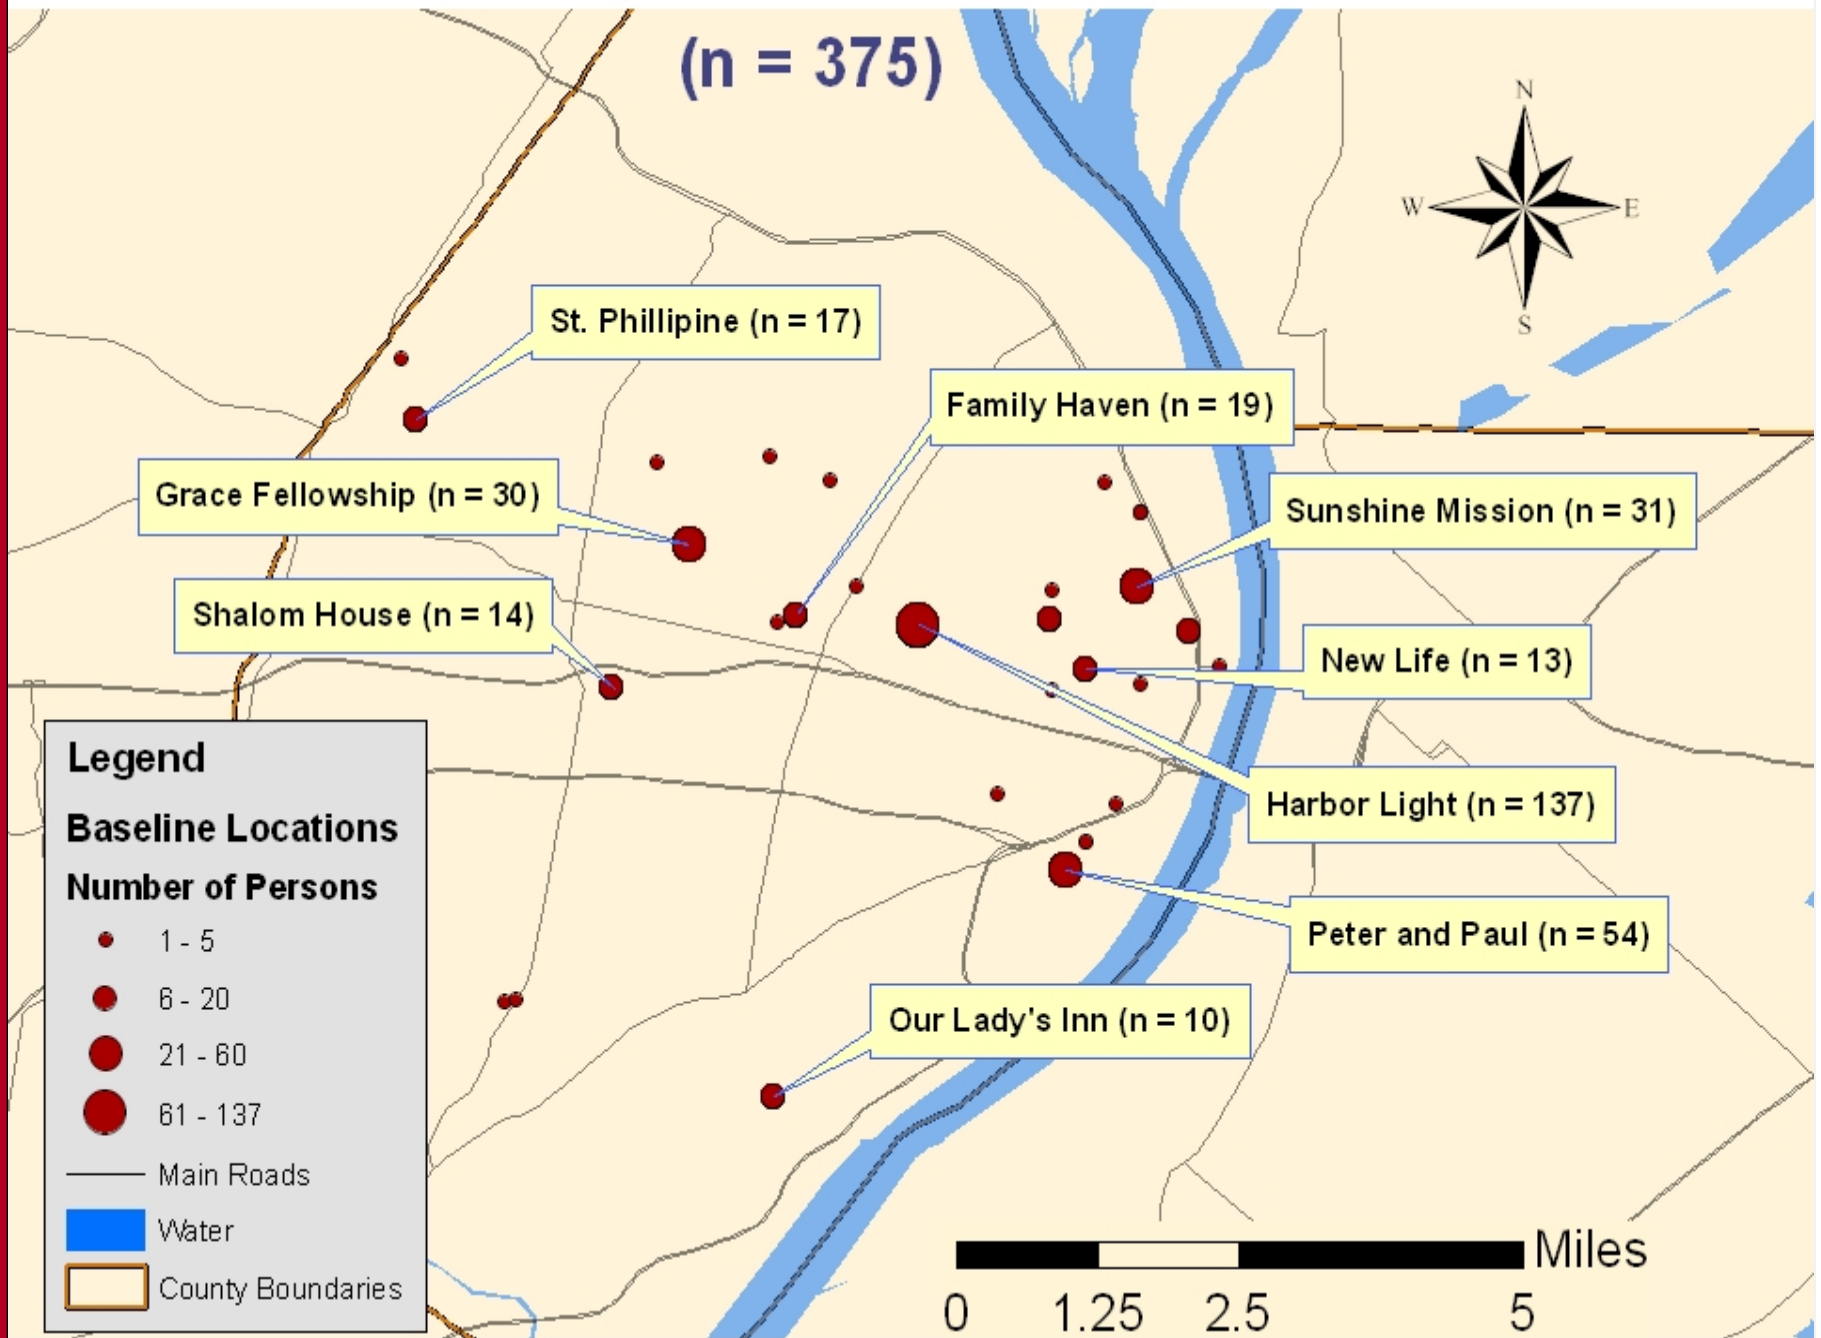 (n = 375)
N
W
E
S
St. Phillipine (n = 17)
Family Haven (n = 19)
Grace Fellowship (n = 30)
Sunshine Mission (n = 31)
Shalom House (n = 14)
New Life (n = 13)
Harbor Light (n = 137)
Peter and Paul (n = 54)
Our Lady's Inn (n = 10)
Legend
Baseline Locations
Number of Persons
1 - 5
6 - 20
21 - 60
61 - 137
Main Roads
Water
County Boundaries
Miles
0 1.25 2.5 5